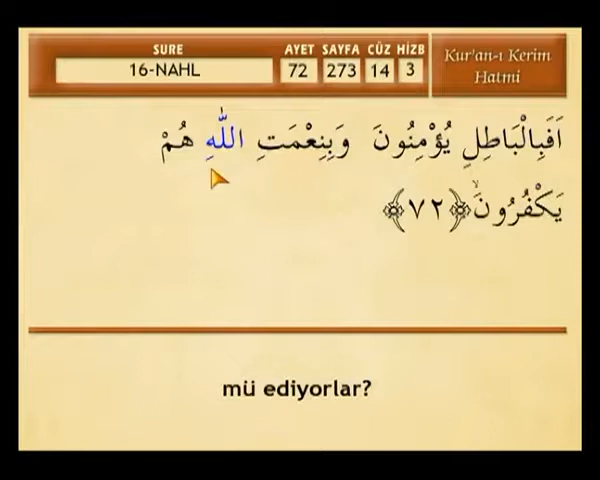 SURE AYET SAYFA CÜZ HİZB
16-NAHL 72 273 14 3
Kur'an-ı Kerim
Hatmi
اَفَبِالْبَاطِلِ يُؤْمِنُونَ وَبِنِعْمَتِ اللّٰهِ هُمْ
يَكْفُرُونَۙ ﴿٧٢﴾
mü ediyorlar?